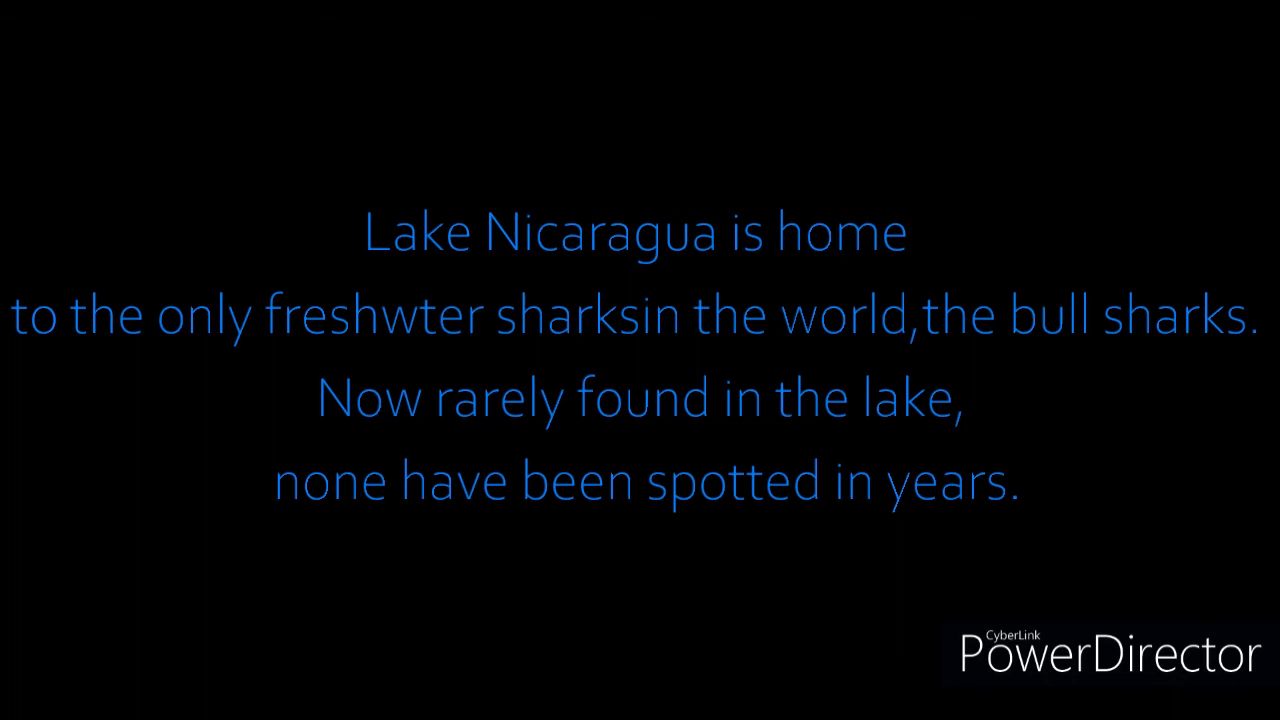 Lake Nicaragua is home
to the only freshwter sharksin the world,the bull sharks.
Now rarely found in the lake,
none have been spotted in years.
CyberLink
PowerDirector